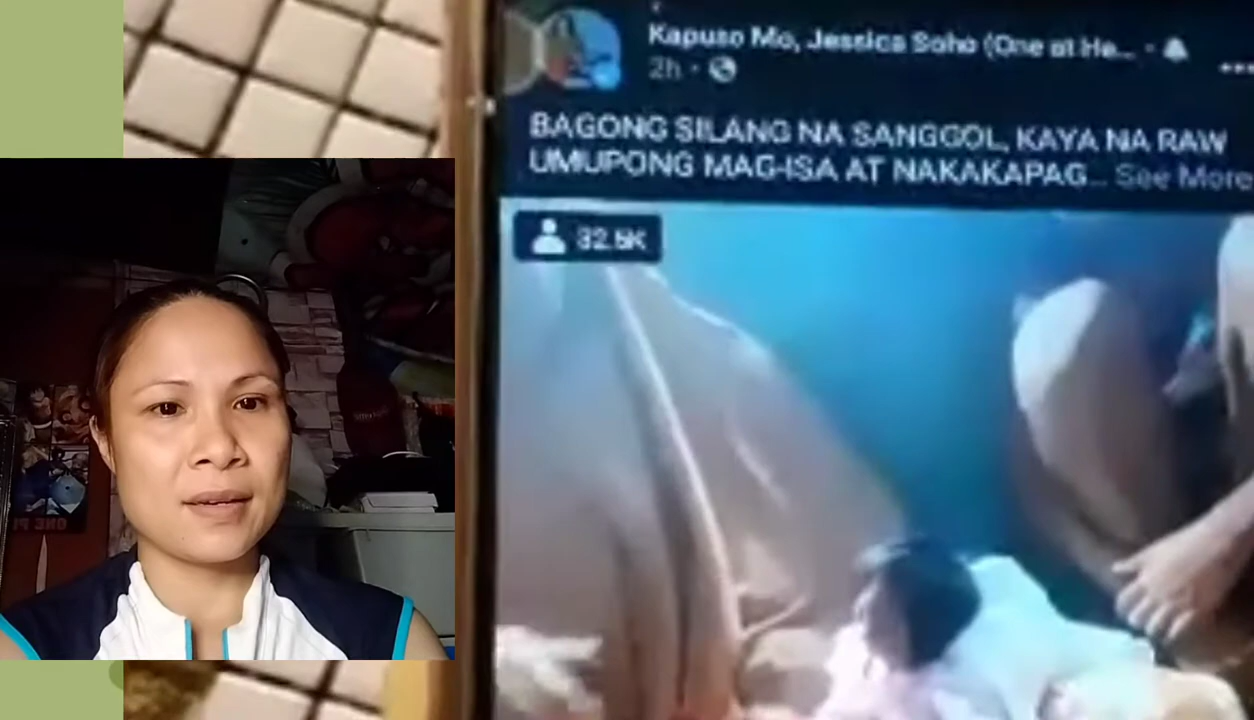 Kapuso Mo, Jessica Soho (One at He...
2h
BAGONG SILANG NA SANGGOL, KAYA NA RAW
UMUPONG MAG-ISA AT NAKAKAPAG... See More
32.5K